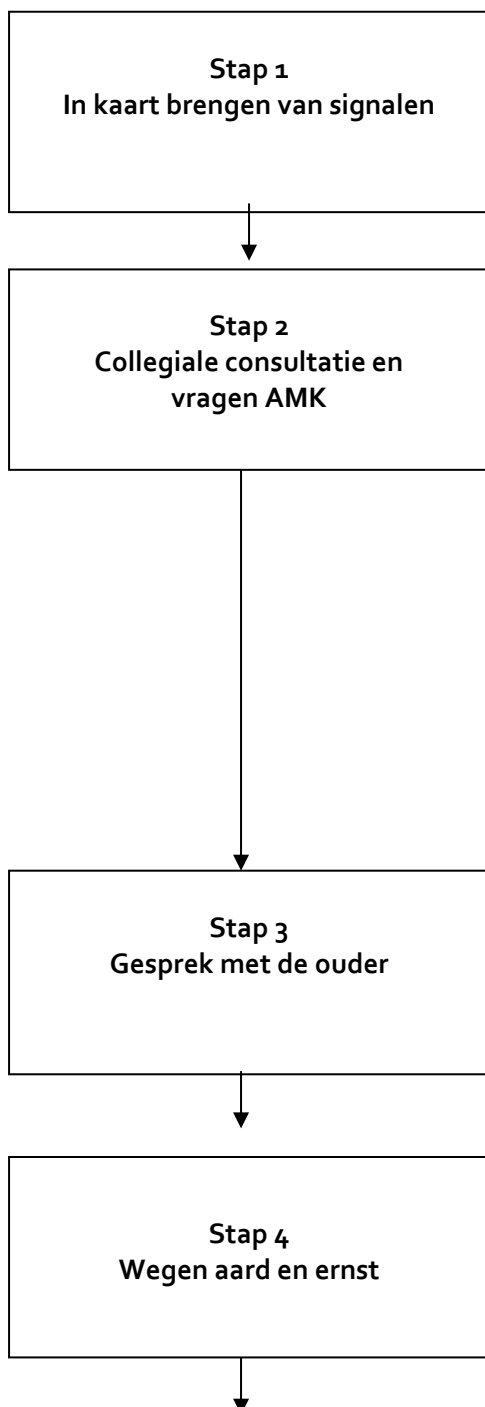 Stap 1
In kaart brengen van signalen
Stap 2
Collegiale consultatie en
vragen AMK
Stap 3
Gesprek met de ouder
Stap 4
Wegen aard en ernst